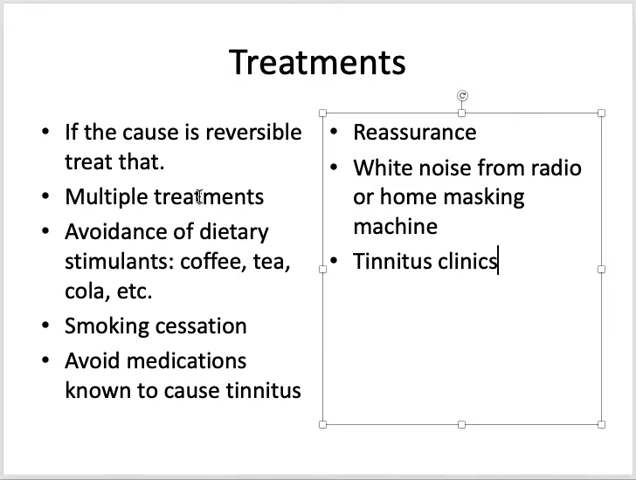 Treatments
• If the cause is reversible
treat that.
• Multiple treatments
• Avoidance of dietary
stimulants: coffee, tea,
cola, etc.
• Smoking cessation
• Avoid medications
known to cause tinnitus
• Reassurance
• White noise from radio
or home masking
machine
• Tinnitus clinics